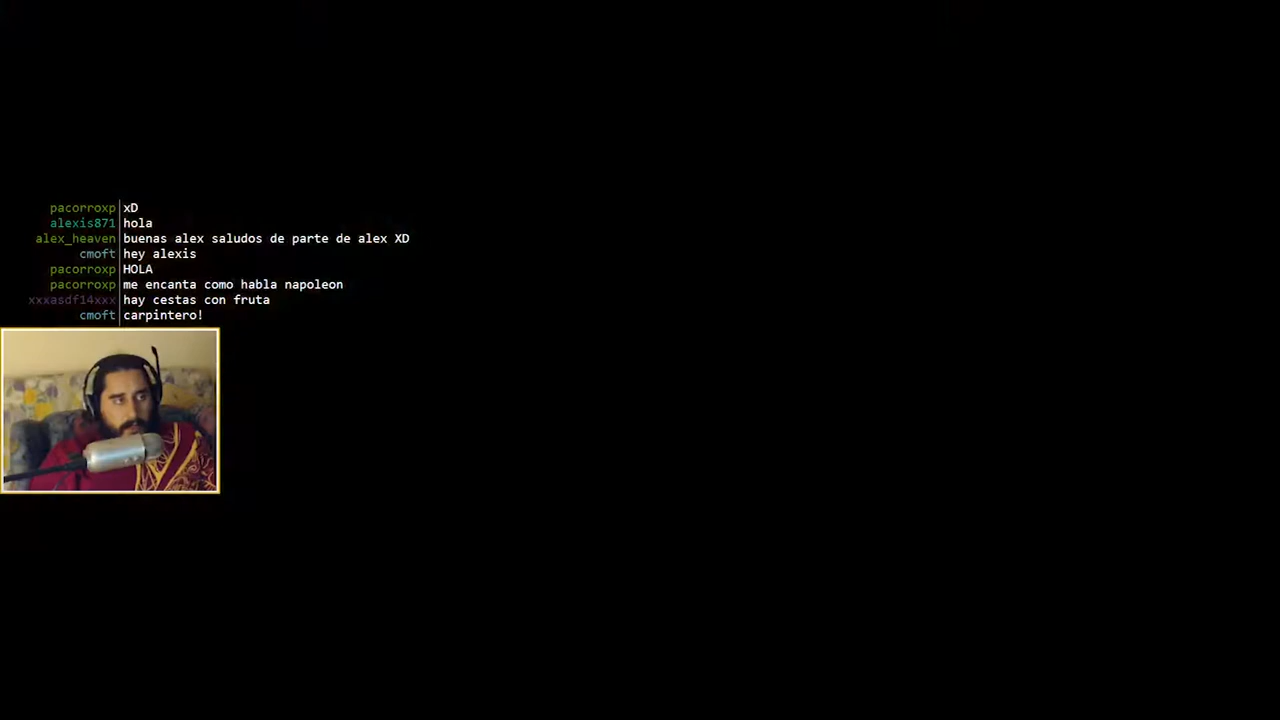 pacorroxp xD
alexis871 hola
alex_heaven buenas alex saludos de parte de alex XD
cmoft hey alexis
pacorroxp HOLA
pacorroxp me encanta como habla napoleon
xxxasdf14xxx hay cestas con fruta
cmoft carpintero!